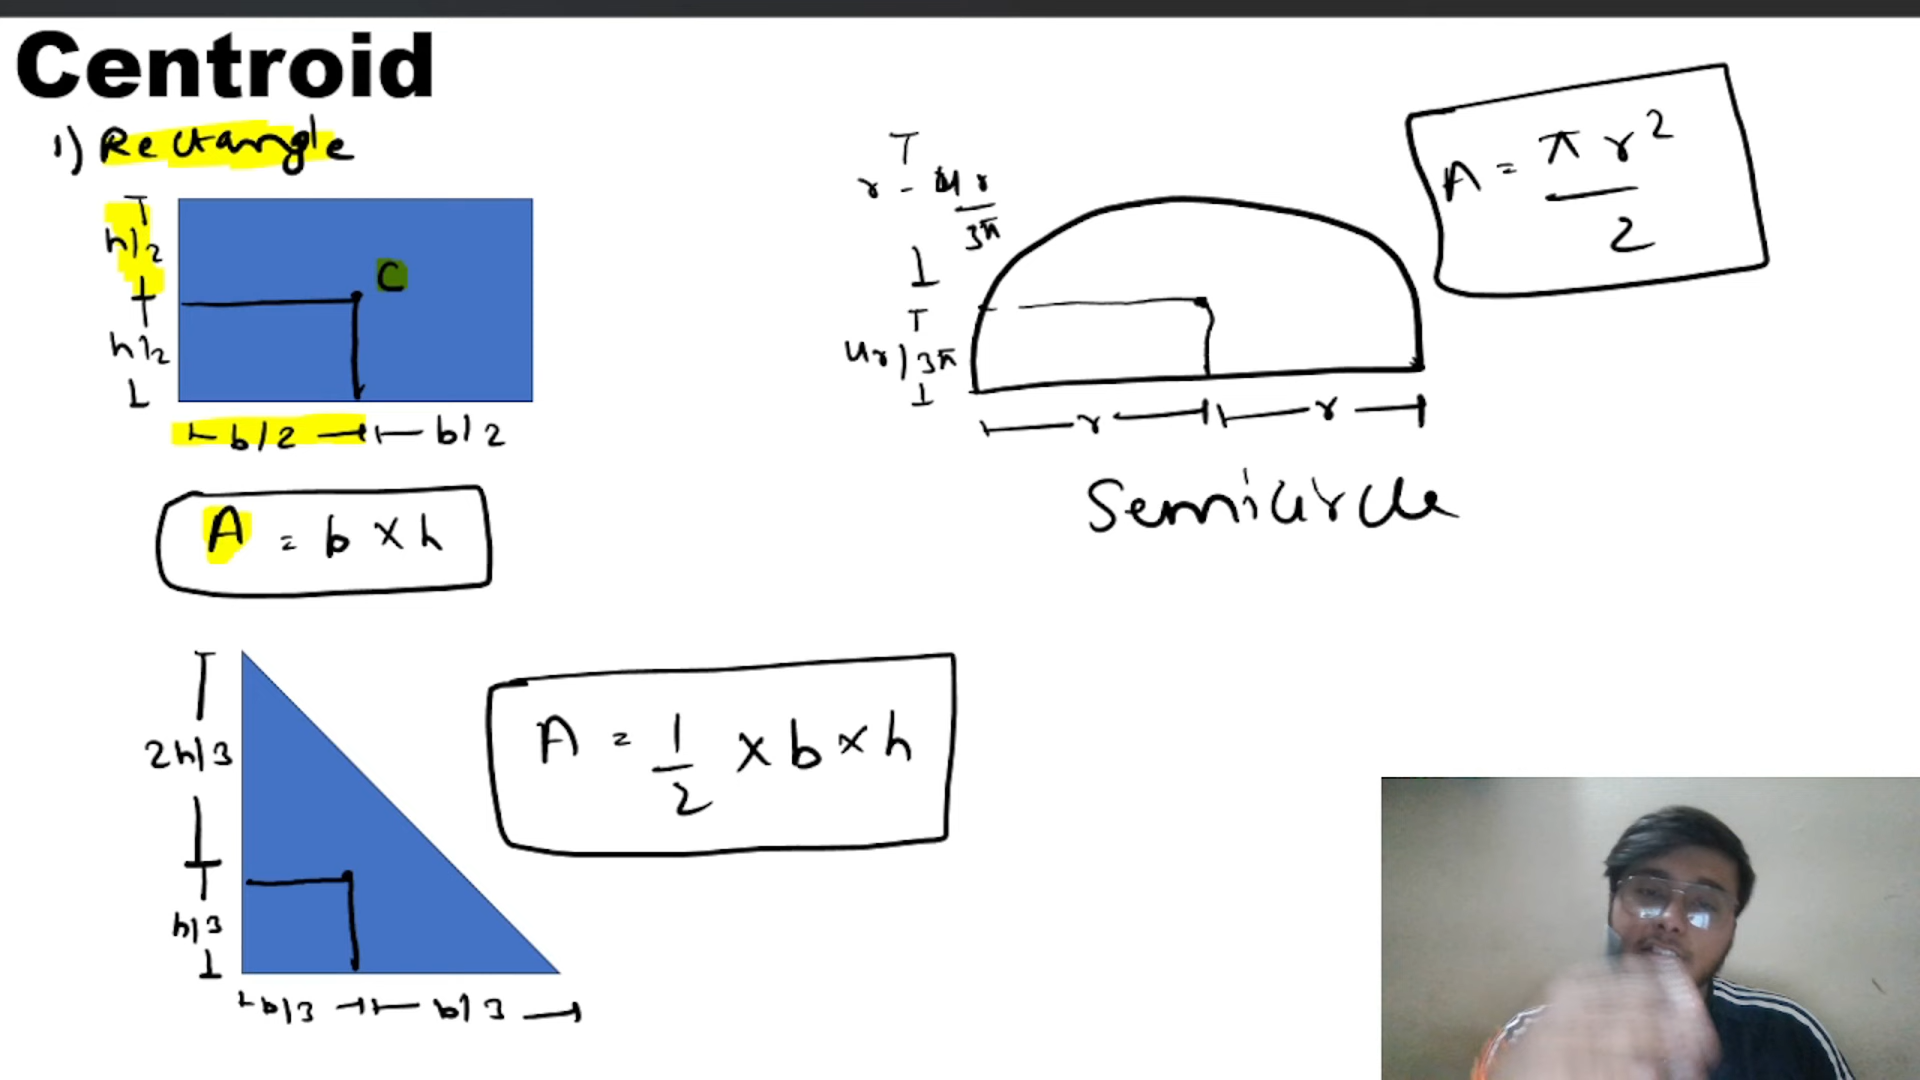 Centroid
1) Rectangle
h/2
C
h/2
b/2 b/2
A = b × h
r - 4r/3π
4r/3π
r r
Semicircle
A = πr²/2
2h/3
h/3
b/3 b/3
A = 1/2 × b × h